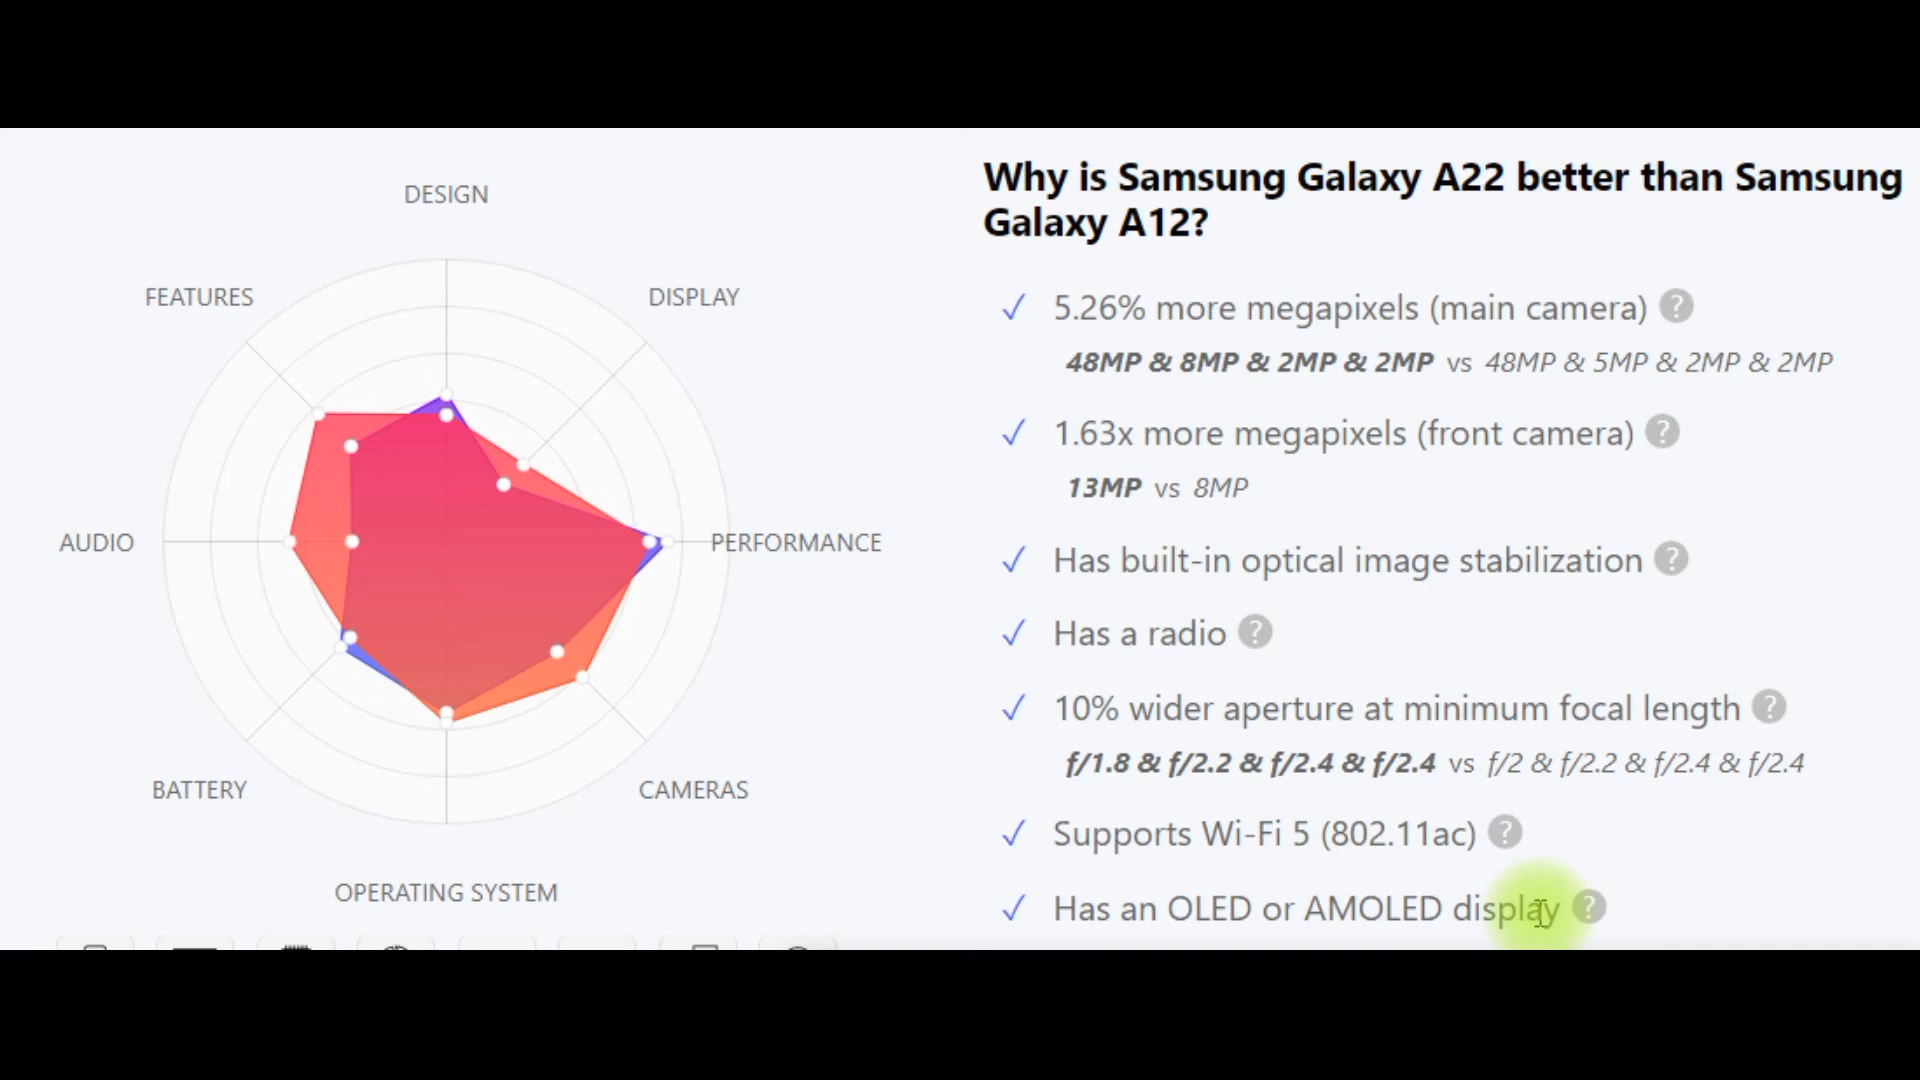 DESIGN
FEATURES
DISPLAY
AUDIO
PERFORMANCE
BATTERY
CAMERAS
OPERATING SYSTEM
Why is Samsung Galaxy A22 better than Samsung
Galaxy A12?
✓ 5.26% more megapixels (main camera) ?
48MP & 8MP & 2MP & 2MP vs 48MP & 5MP & 2MP & 2MP
✓ 1.63x more megapixels (front camera) ?
13MP vs 8MP
✓ Has built-in optical image stabilization ?
✓ Has a radio ?
✓ 10% wider aperture at minimum focal length ?
f/1.8 & f/2.2 & f/2.4 & f/2.4 vs f/2 & f/2.2 & f/2.4 & f/2.4
✓ Supports Wi-Fi 5 (802.11ac) ?
✓ Has an OLED or AMOLED display ?